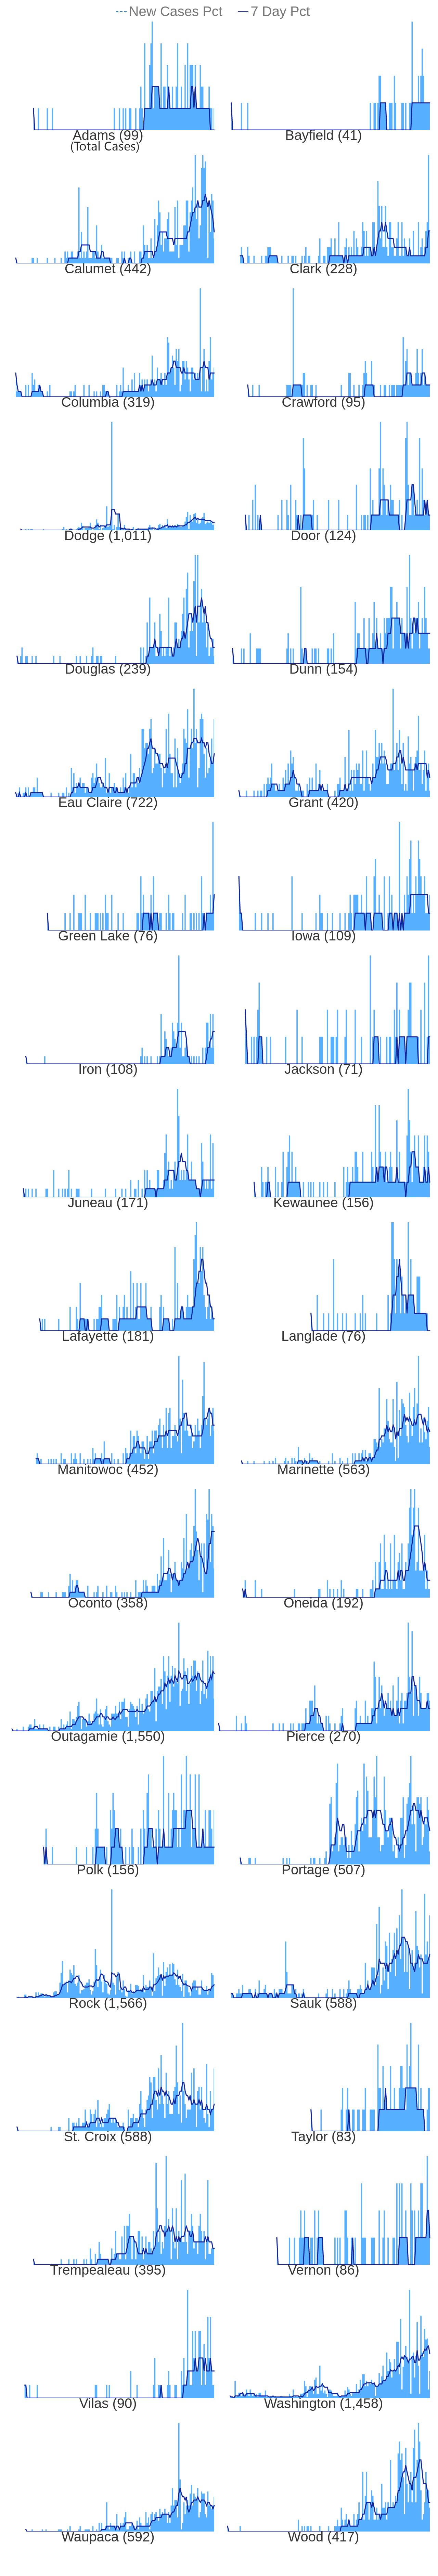 New Cases Pct 7 Day Pct
Adams (99) Bayfield (41)
(Total Cases)
Calumet (442) Clark (228)
Columbia (319) Crawford (95)
Dodge (1,011) Door (124)
Douglas (239) Dunn (154)
Eau Claire (722) Grant (420)
Green Lake (76) Iowa (109)
Iron (108) Jackson (71)
Juneau (171) Kewaunee (156)
Lafayette (181) Langlade (76)
Manitowoc (452) Marinette (563)
Oconto (358) Oneida (192)
Outagamie (1,550) Pierce (270)
Polk (156) Portage (507)
Rock (1,566) Sauk (588)
St. Croix (588) Taylor (83)
Trempealeau (395) Vernon (86)
Vilas (90) Washington (1,458)
Waupaca (592) Wood (417)